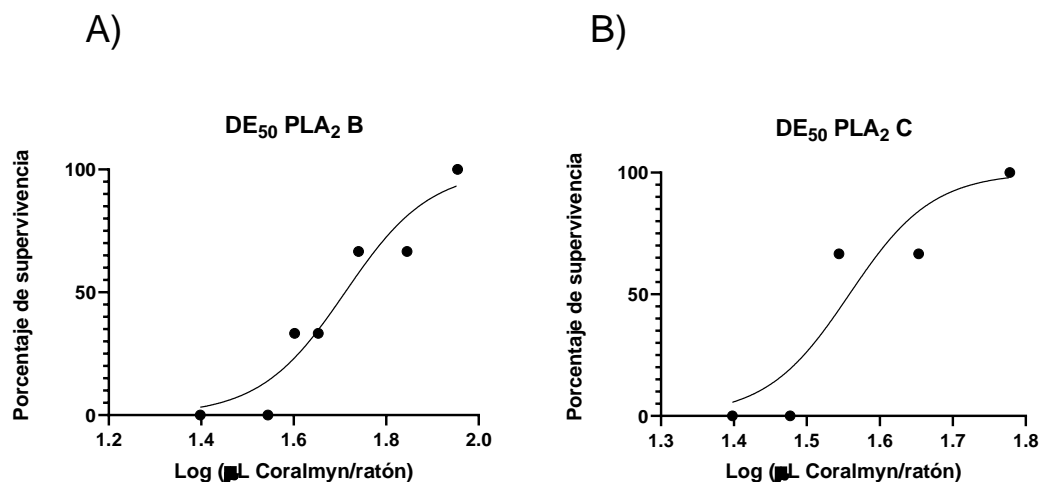 A)
B)
DE50 PLA2 B
DE50 PLA2 C
Porcentaje de supervivencia
100
50
0
1.2 1.4 1.6 1.8 2.0
Log (µL Coralmyn/ratón)
Porcentaje de supervivencia
100
50
0
1.3 1.4 1.5 1.6 1.7 1.8
Log (µL Coralmyn/ratón)